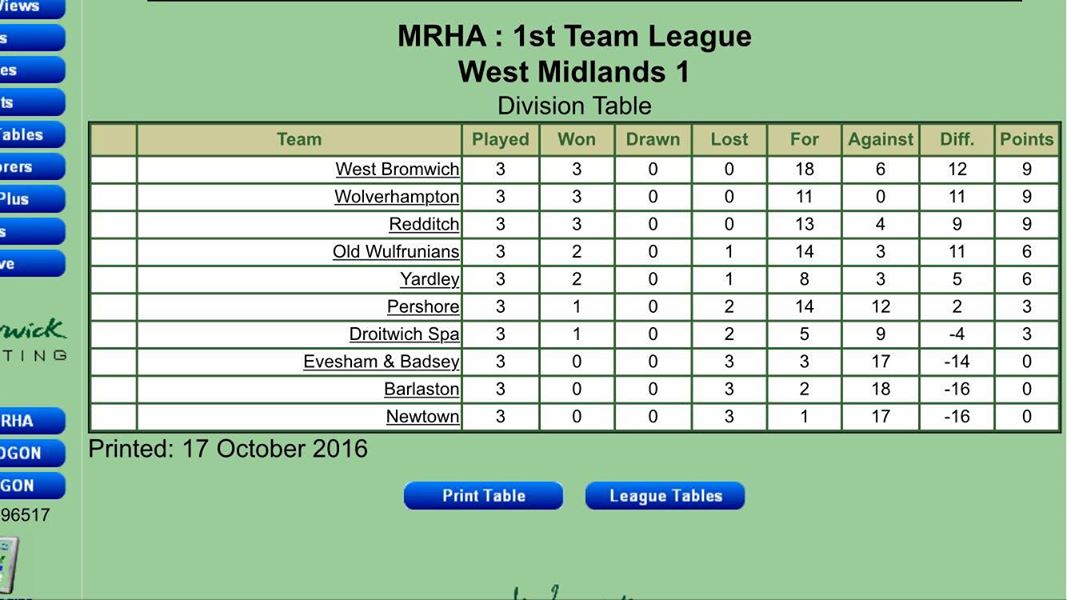 MRHA : 1st Team League
West Midlands 1
Division Table
Team Played Won Drawn Lost For Against Diff. Points
West Bromwich 3 3 0 0 18 6 12 9
Wolverhampton 3 3 0 0 11 0 11 9
Redditch 3 3 0 0 13 4 9 9
Old Wulfrunians 3 2 0 1 14 3 11 6
Yardley 3 2 0 1 8 3 5 6
Pershore 3 1 0 2 14 12 2 3
Droitwich Spa 3 1 0 2 5 9 -4 3
Evesham & Badsey 3 0 0 3 3 17 -14 0
Barlaston 3 0 0 3 2 18 -16 0
Newtown 3 0 0 3 1 17 -16 0
Printed: 17 October 2016
Print Table League Tables
iews
s
es
ts
ables
rers
Plus
s
ve
wick
TING
RHA
OGON
GON
96517